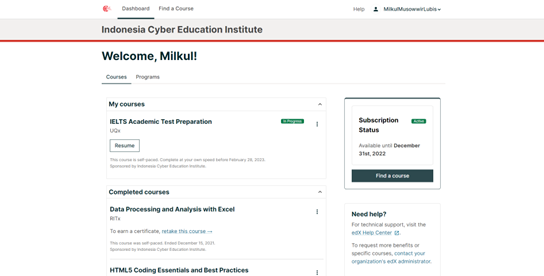 Dashboard Find a Course
Help MilkulMusowwirLubis
Indonesia Cyber Education Institute
Welcome, Milkul!
Courses Programs
My courses
IELTS Academic Test Preparation
In Progress
UQx
Resume
This course is self-paced. Complete at your own speed before February 26, 2023.
Sponsored by Indonesia Cyber Education Institute.
Completed courses
Data Processing and Analysis with Excel
RITx
To earn a certificate, retake this course →
This course was self-paced. Ended December 15, 2021.
Sponsored by Indonesia Cyber Education Institute.
HTML5 Coding Essentials and Best Practices
Subscription
Status
Active
Available until December
31st, 2022
Find a course
Need help?
For technical support, visit the
edX Help Center .
To request more benefits or
specific courses, contact your
organization's edX administrator.